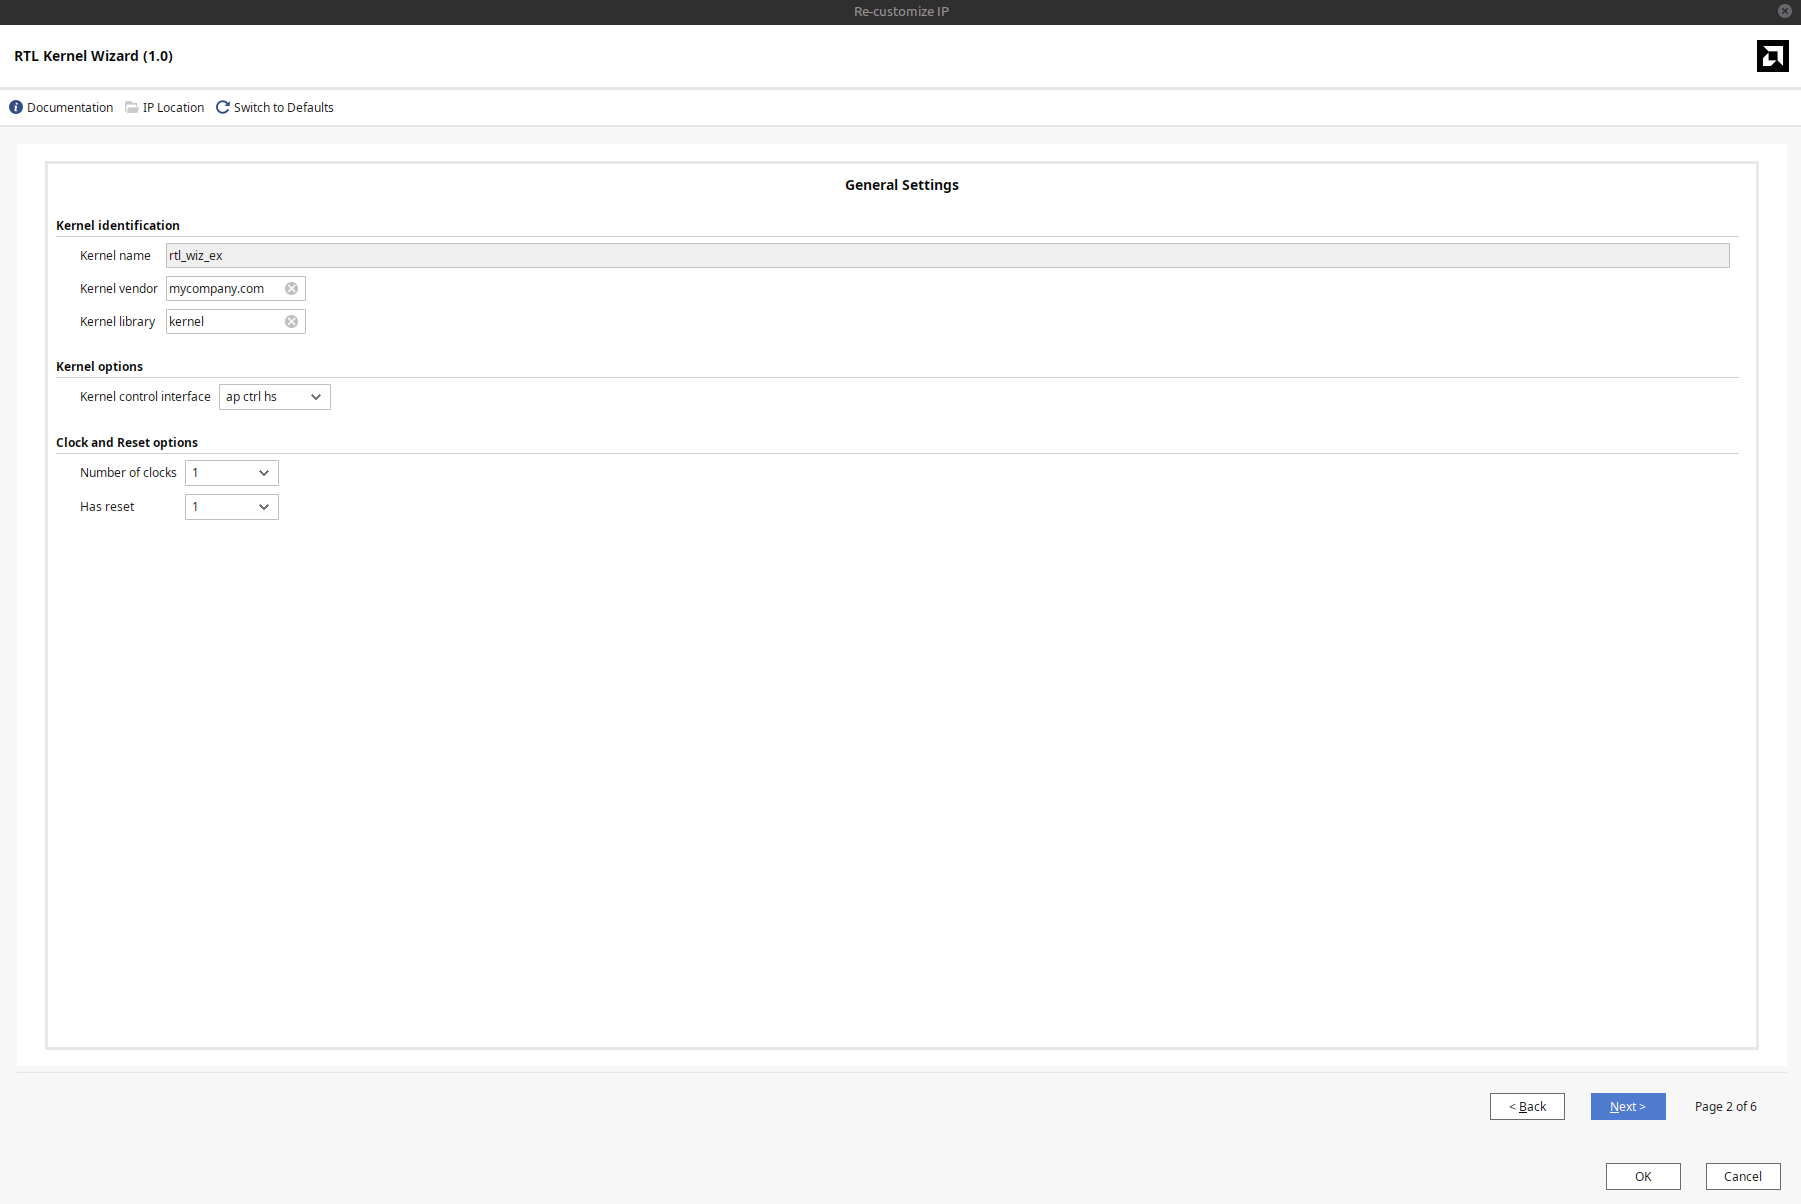 Re-customize IP
RTL Kernel Wizard (1.0)
Documentation IP Location Switch to Defaults
General Settings
Kernel identification
Kernel name rtl_wiz_ex
Kernel vendor mycompany.com
Kernel library kernel
Kernel options
Kernel control interface ap ctrl hs
Clock and Reset options
Number of clocks 1
Has reset 1
< Back Next > Page 2 of 6
OK Cancel